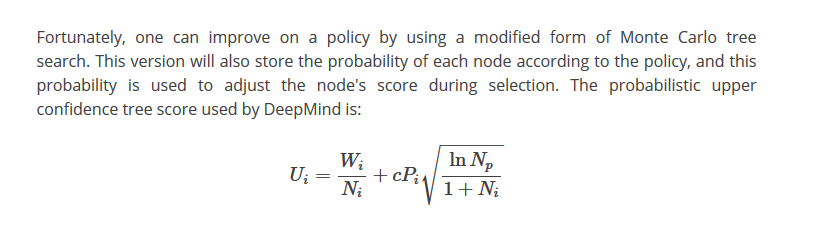 Fortunately, one can improve on a policy by using a modified form of Monte Carlo tree
search. This version will also store the probability of each node according to the policy, and this
probability is used to adjust the node's score during selection. The probabilistic upper
confidence tree score used by DeepMind is:
U_i = W_i / N_i + cP_i √(ln N_p / (1 + N_i))